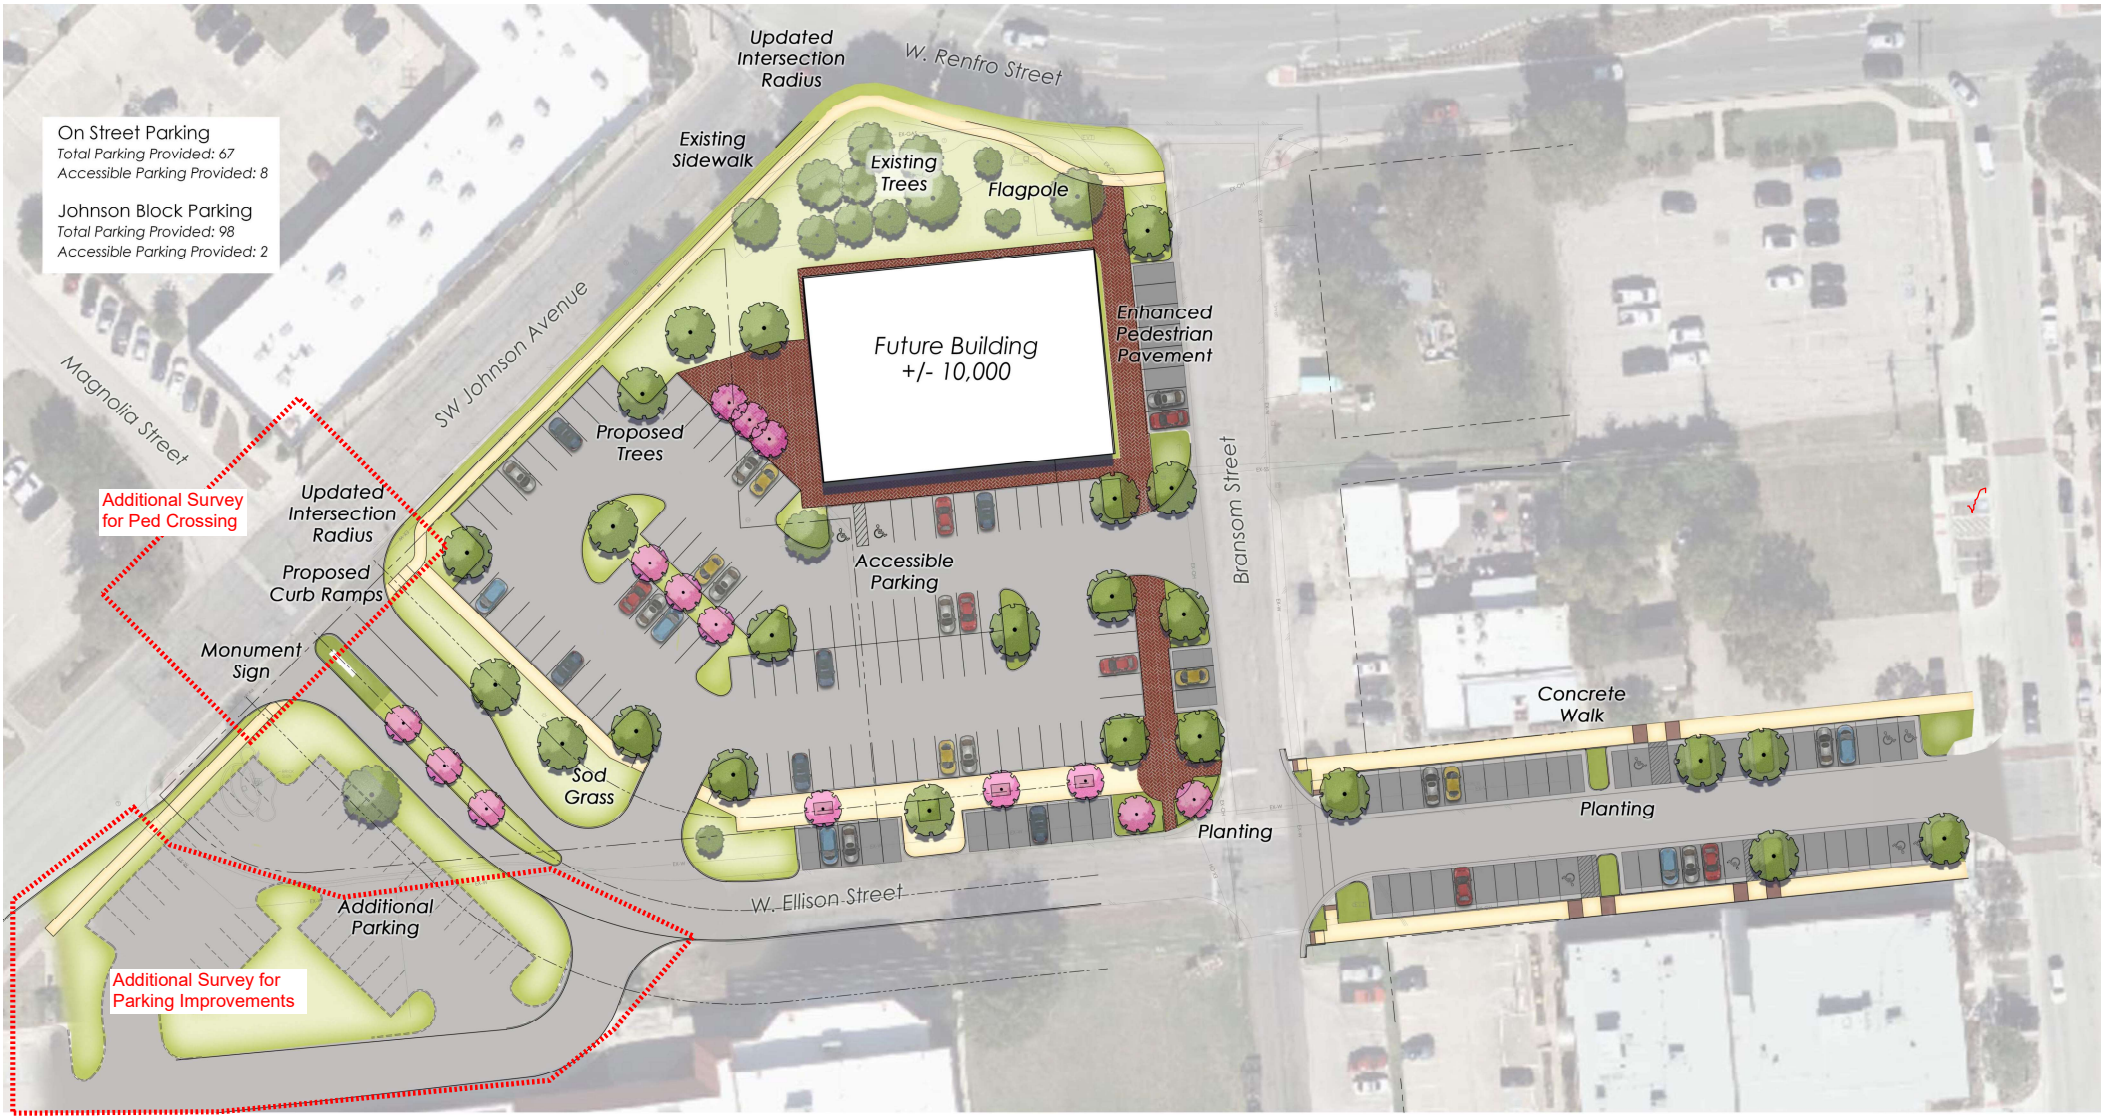 Updated
Intersection
Radius
W. Renfro Street
On Street Parking
Total Parking Provided: 67
Accessible Parking Provided: 8
Johnson Block Parking
Total Parking Provided: 98
Accessible Parking Provided: 2
Existing
Sidewalk
Existing
Trees
Flagpole
SW Johnson Avenue
Magnolia Street
Enhanced
Pedestrian
Pavement
Future Building
+/- 10,000
Proposed
Trees
Bransom Street
Additional Survey
for Ped Crossing
Updated
Intersection
Radius
Proposed
Curb Ramps
Accessible
Parking
Monument
Sign
Concrete
Walk
Sod
Grass
Planting
Planting
W. Ellison Street
Additional
Parking
Additional Survey for
Parking Improvements